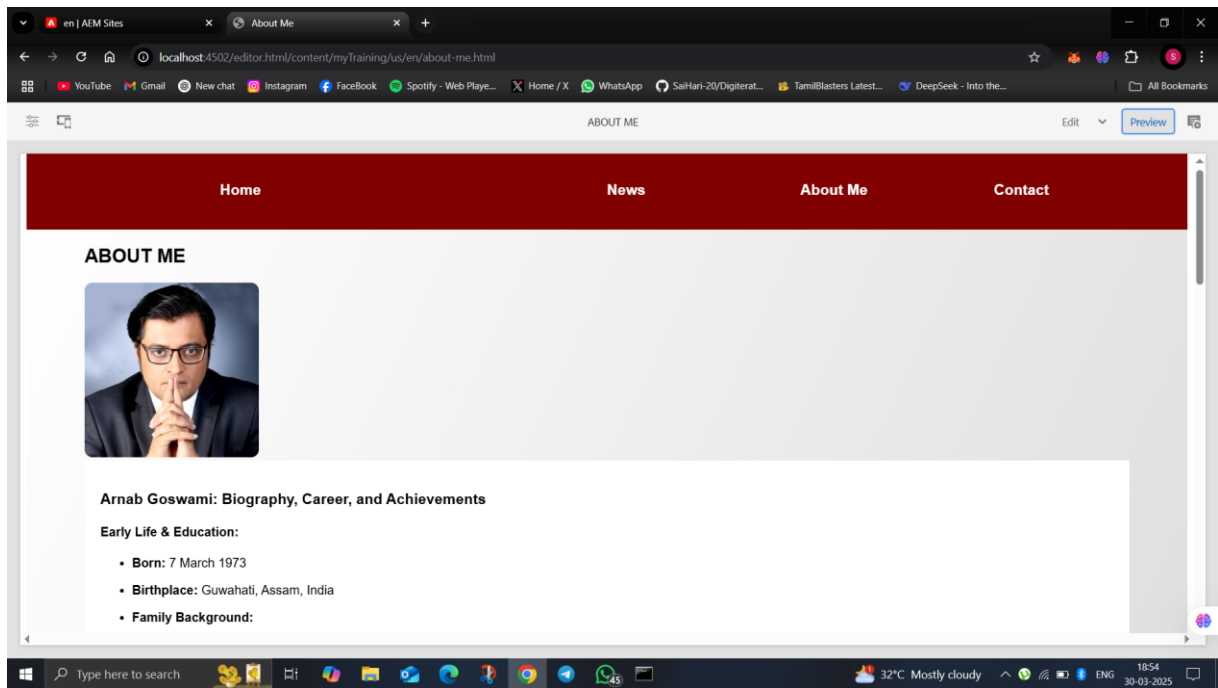 en | AEM Sites
About Me
localhost:4502/editor.html/content/myTraining/us/en/about-me.html
S
YouTube Gmail New chat Instagram FaceBook Spotify - Web Playe... Home / X WhatsApp SaiHari-20/Digiterat... TamilBlasters Latest... DeepSeek - Into the... All Bookmarks
ABOUT ME Edit Preview
Home News About Me Contact
ABOUT ME
Arnab Goswami: Biography, Career, and Achievements
Early Life & Education:
• Born: 7 March 1973
• Birthplace: Guwahati, Assam, India
• Family Background:
Type here to search 45 32°C Mostly cloudy ENG 18:54
30-03-2025